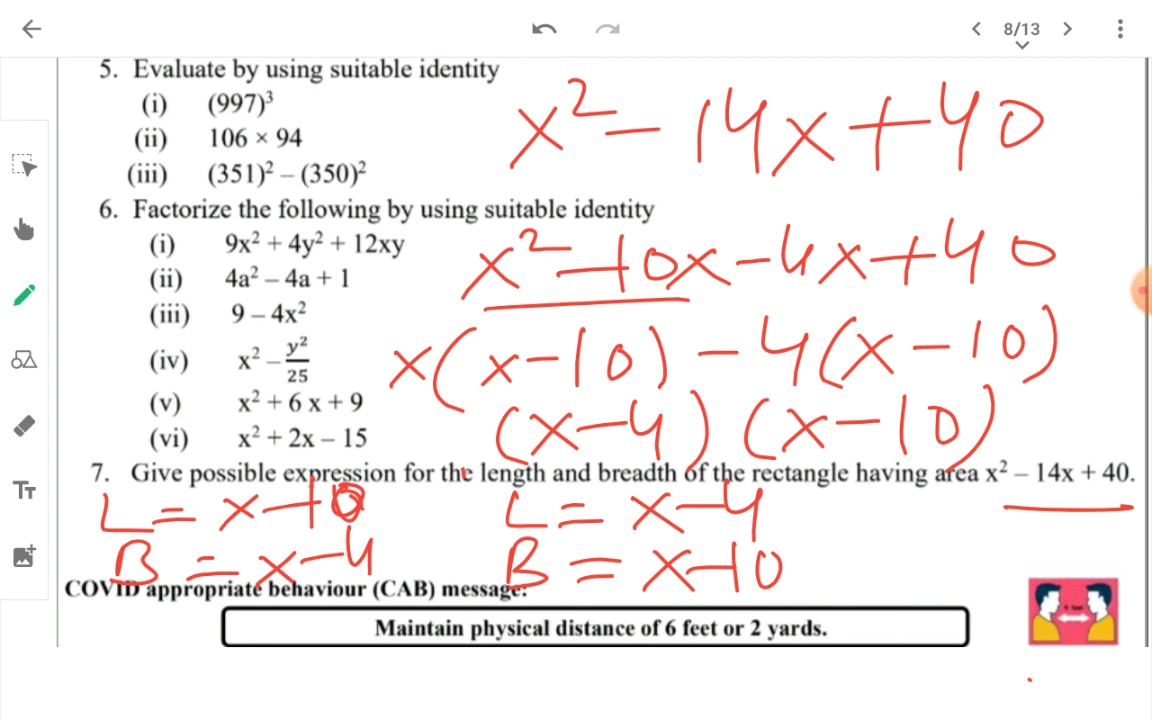 8/13
5. Evaluate by using suitable identity
(i) (997)³
(ii) 106 × 94
(iii) (351)² – (350)²
x² – 14x + 40
6. Factorize the following by using suitable identity
(i) 9x² + 4y² + 12xy
(ii) 4a² – 4a + 1
(iii) 9 – 4x²
(iv) x² – y²/25
(v) x² + 6 x + 9
(vi) x² + 2x – 15
x² – 10x – 4x + 40
x(x – 10) – 4(x – 10)
(x – 4) (x – 10)
7. Give possible expression for the length and breadth of the rectangle having area x² – 14x + 40.
L = x – 10 L = x – 4
B = x – 4 B = x – 10
COVID appropriate behaviour (CAB) message:
Maintain physical distance of 6 feet or 2 yards.
Tт